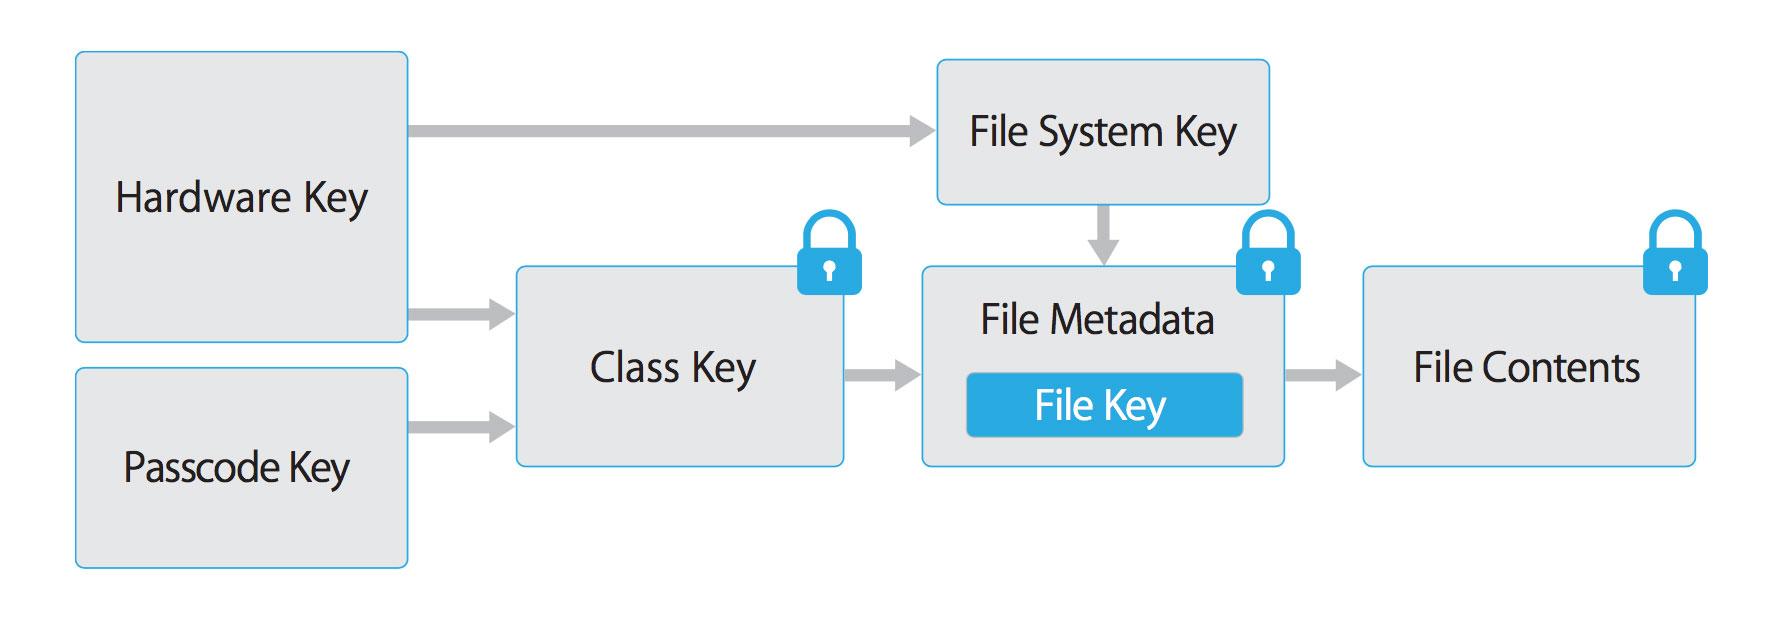 Hardware Key
File System Key
Passcode Key
Class Key
File Metadata
File Key
File Contents